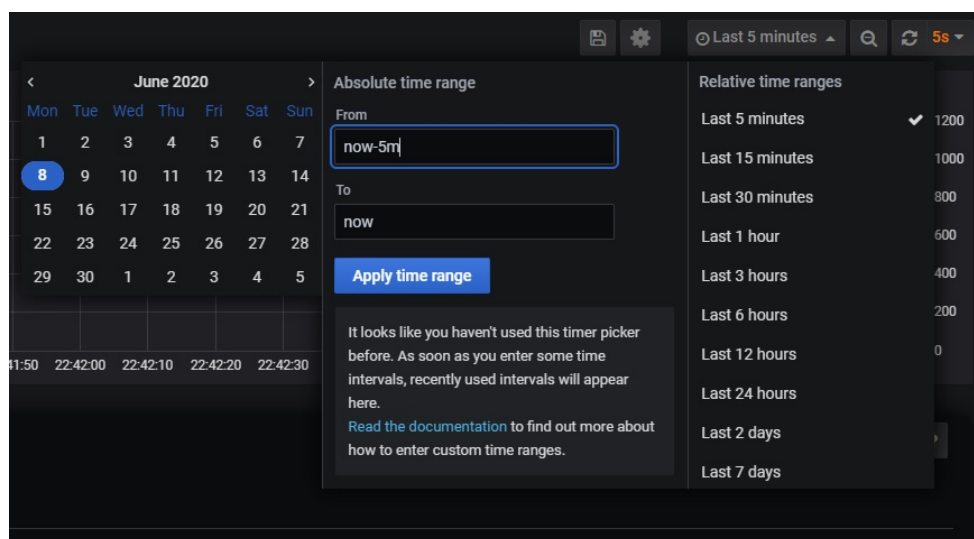 Last 5 minutes
5s
June 2020
Mon Tue Wed Thu Fri Sat Sun
1 2 3 4 5 6 7
8 9 10 11 12 13 14
15 16 17 18 19 20 21
22 23 24 25 26 27 28
29 30 1 2 3 4 5
Absolute time range
From
now-5m
To
now
Apply time range
It looks like you haven't used this timer picker
before. As soon as you enter some time
intervals, recently used intervals will appear
here.
Read the documentation to find out more about
how to enter custom time ranges.
Relative time ranges
Last 5 minutes
Last 15 minutes
Last 30 minutes
Last 1 hour
Last 3 hours
Last 6 hours
Last 12 hours
Last 24 hours
Last 2 days
Last 7 days
1200
1000
800
600
400
200
0
41:50 22:42:00 22:42:10 22:42:20 22:42:30